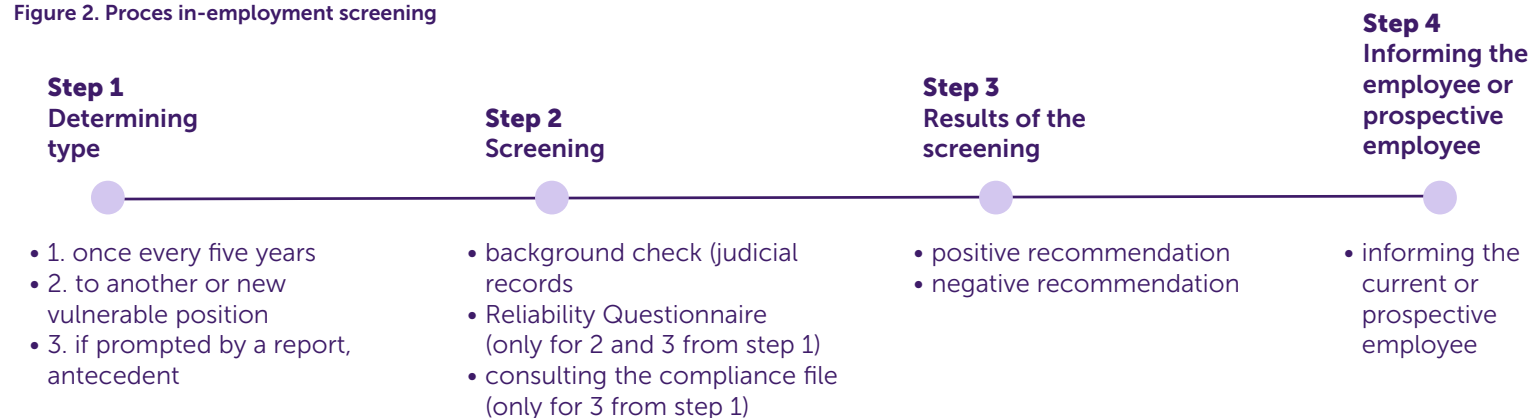 Figure 2. Proces in-employment screening
Step 1
Determining
type
• 1. once every five years
• 2. to another or new
vulnerable position
• 3. if prompted by a report,
antecedent
Step 2
Screening
• background check (judicial
records
• Reliability Questionnaire
(only for 2 and 3 from step 1)
• consulting the compliance file
(only for 3 from step 1)
Step 3
Results of the
screening
• positive recommendation
• negative recommendation
Step 4
Informing the
employee or
prospective
employee
• informing the
current or
prospective
employee